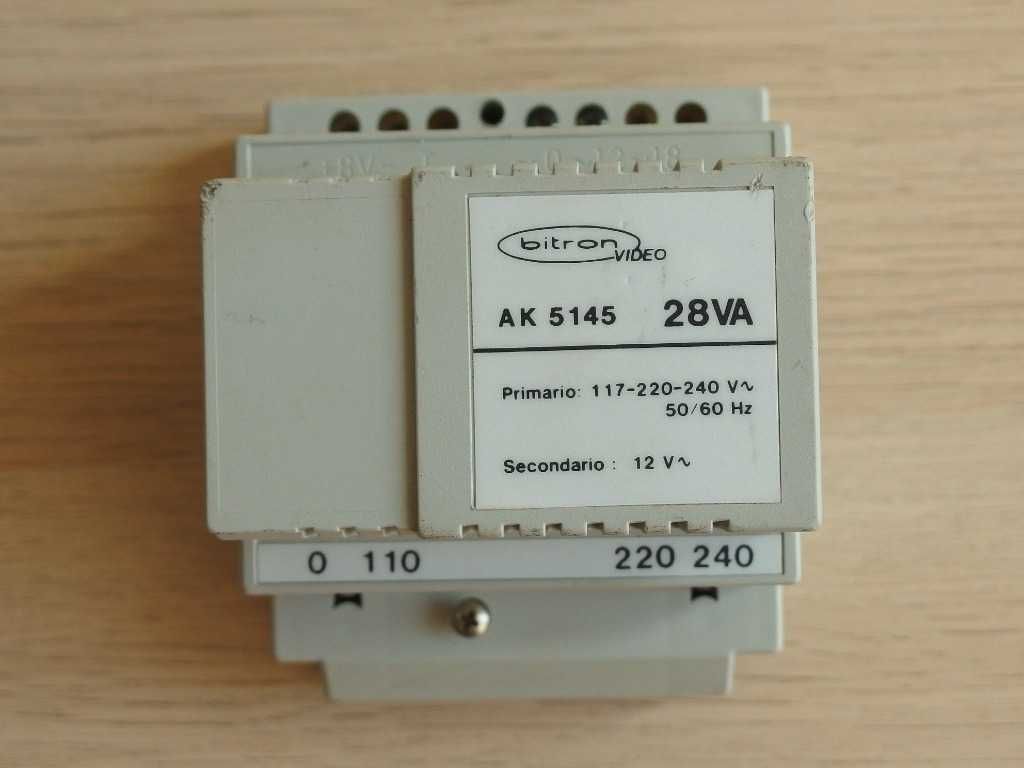 bitron
VIDEO
AK 5145 28VA
Primario: 117-220-240 V~
50/60 Hz
Secondario : 12 V~
0 110 220 240